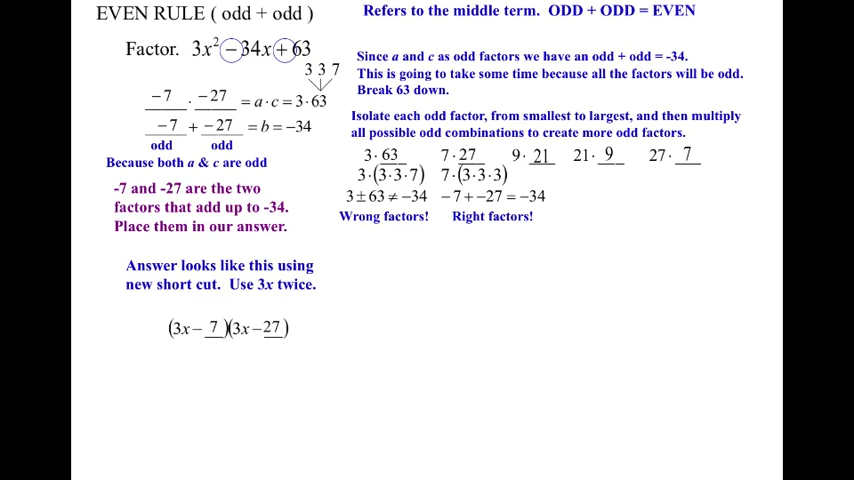 EVEN RULE ( odd + odd )
Refers to the middle term. ODD + ODD = EVEN
Factor. 3x² − 34x + 63
3 3 7
−7 · −27 = a · c = 3 · 63
−7 + −27 = b = −34
odd odd
Because both a & c are odd
-7 and -27 are the two
factors that add up to -34.
Place them in our answer.
Answer looks like this using
new short cut. Use 3x twice.
(3x − 7)(3x − 27)
Since a and c as odd factors we have an odd + odd = -34.
This is going to take some time because all the factors will be odd.
Break 63 down.
Isolate each odd factor, from smallest to largest, and then multiply
all possible odd combinations to create more odd factors.
3 · 63 7 · 27 9 · 21 21 · 9 27 · 7
3 · (3 · 3 · 7) 7 · (3 · 3 · 3)
3 ± 63 ≠ −34 −7 + −27 = −34
Wrong factors! Right factors!